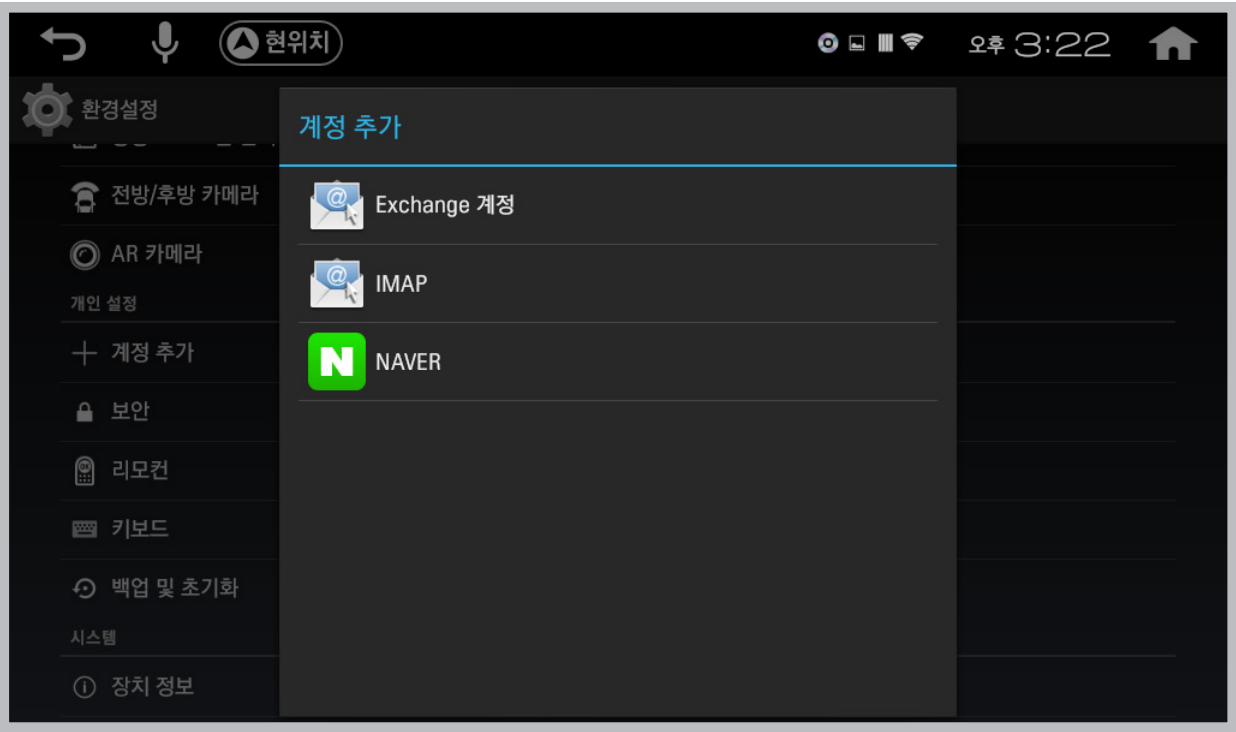 현위치
오후 3:22
환경설정
계정 추가
전방/후방 카메라
Exchange 계정
AR 카메라
IMAP
개인 설정
계정 추가
N NAVER
보안
리모컨
키보드
백업 및 초기화
시스템
장치 정보